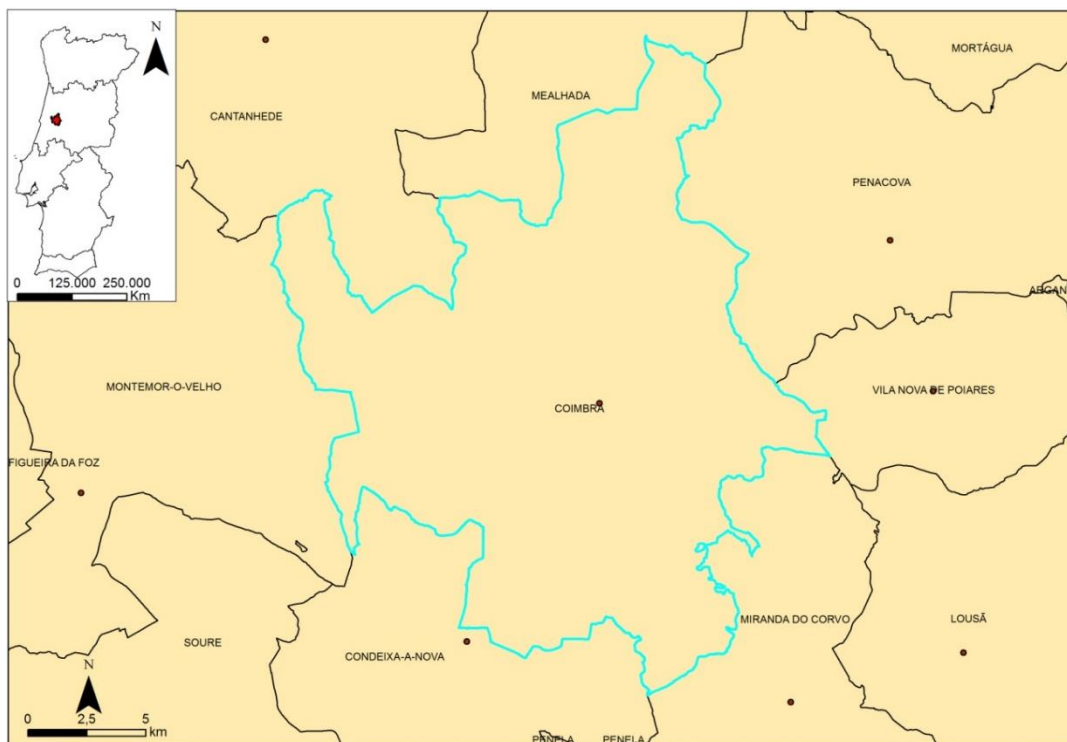 N
0 125.000 250.000
Km
MORTÁGUA
MEALHADA
CANTANHEDE
PENACOVA
ARGAN
MONTEMOR-O-VELHO
VILA NOVA DE POIARES
COIMBRA
FIGUEIRA DA FOZ
MIRANDA DO CORVO
LOUSÃ
SOURE
CONDEIXA-A-NOVA
N
0 2,5 5
km
PENELA PENELA